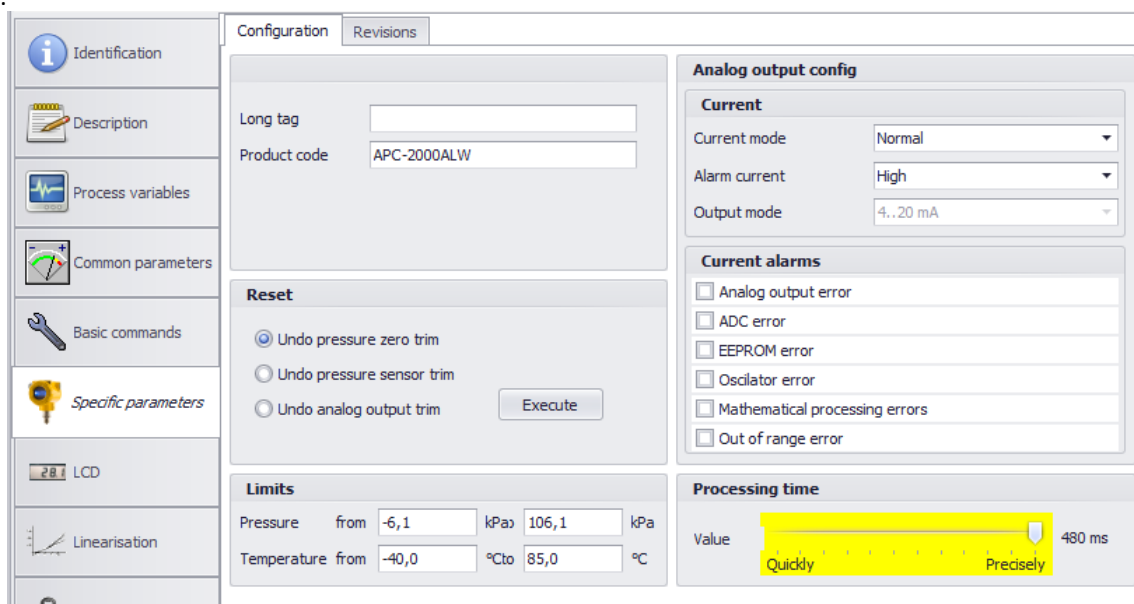 .
Configuration Revisions
Identification
Description
Process variables
Common parameters
Basic commands
Specific parameters
28.1 LCD
Linearisation
Long tag
Product code APC-2000ALW
Reset
Undo pressure zero trim
Undo pressure sensor trim
Undo analog output trim Execute
Limits
Pressure from -6,1 kPa 106,1 kPa
Temperature from -40,0 °Cto 85,0 °C
Analog output config
Current
Current mode Normal
Alarm current High
Output mode 4..20 mA
Current alarms
Analog output error
ADC error
EEPROM error
Oscilator error
Mathematical processing errors
Out of range error
Processing time
Value 480 ms
Quickly Precisely